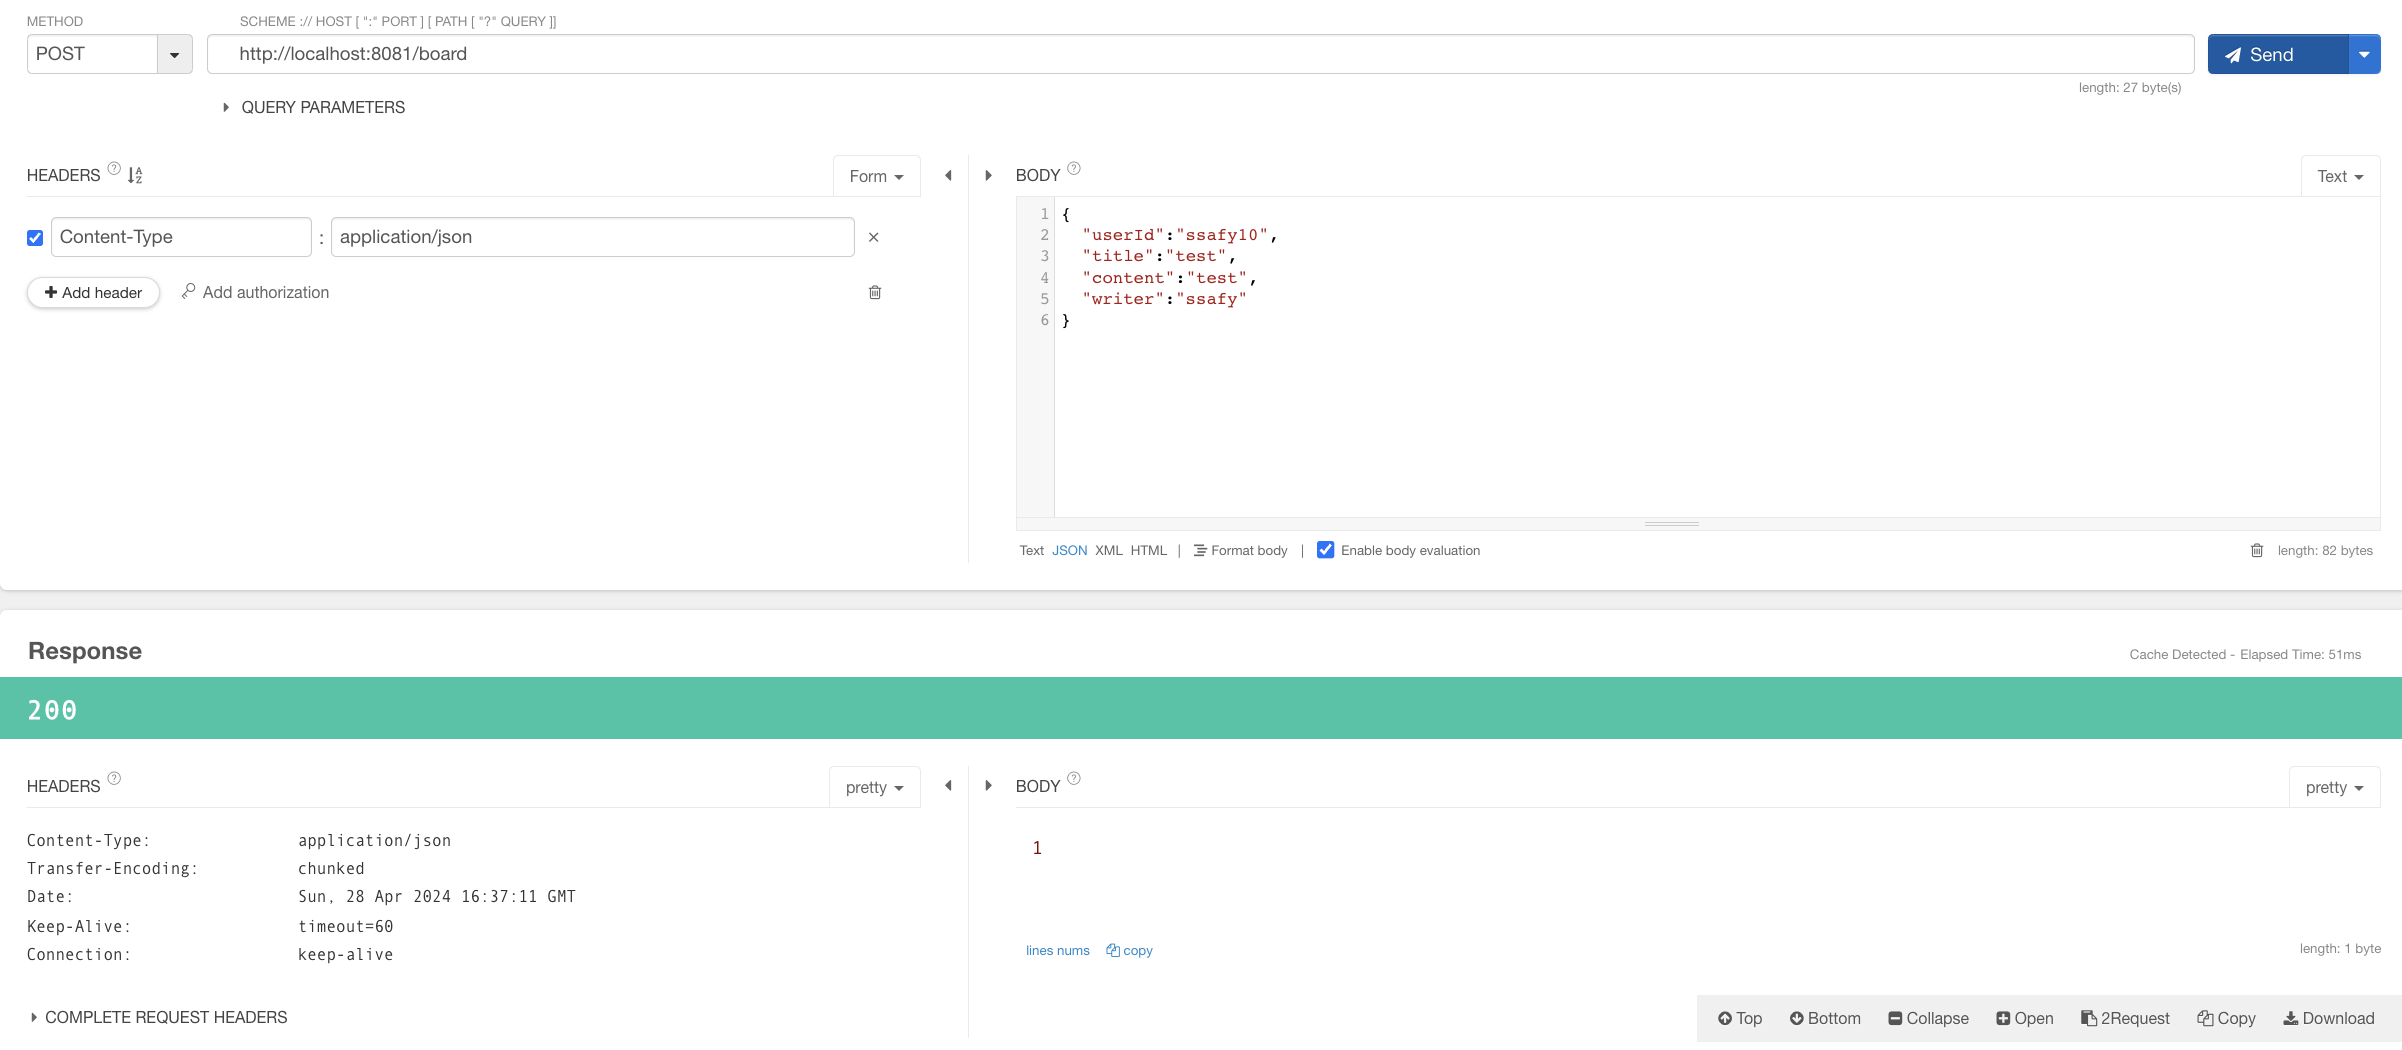 METHOD
SCHEME :// HOST [ ":" PORT ] [ PATH [ "?" QUERY ]]
POST
http://localhost:8081/board
Send
length: 27 byte(s)
QUERY PARAMETERS
HEADERS ?
Form
Content-Type : application/json ×
Add header
Add authorization
BODY ?
Text
1 {
2 "userId":"ssafy10",
3 "title":"test",
4 "content":"test",
5 "writer":"ssafy"
6 }
Text JSON XML HTML | Format body | Enable body evaluation
length: 82 bytes
Response
Cache Detected - Elapsed Time: 51ms
200
HEADERS ?
pretty
Content-Type: application/json
Transfer-Encoding: chunked
Date: Sun, 28 Apr 2024 16:37:11 GMT
Keep-Alive: timeout=60
Connection: keep-alive
COMPLETE REQUEST HEADERS
BODY ?
pretty
1
lines nums copy
length: 1 byte
Top Bottom Collapse Open 2Request Copy Download